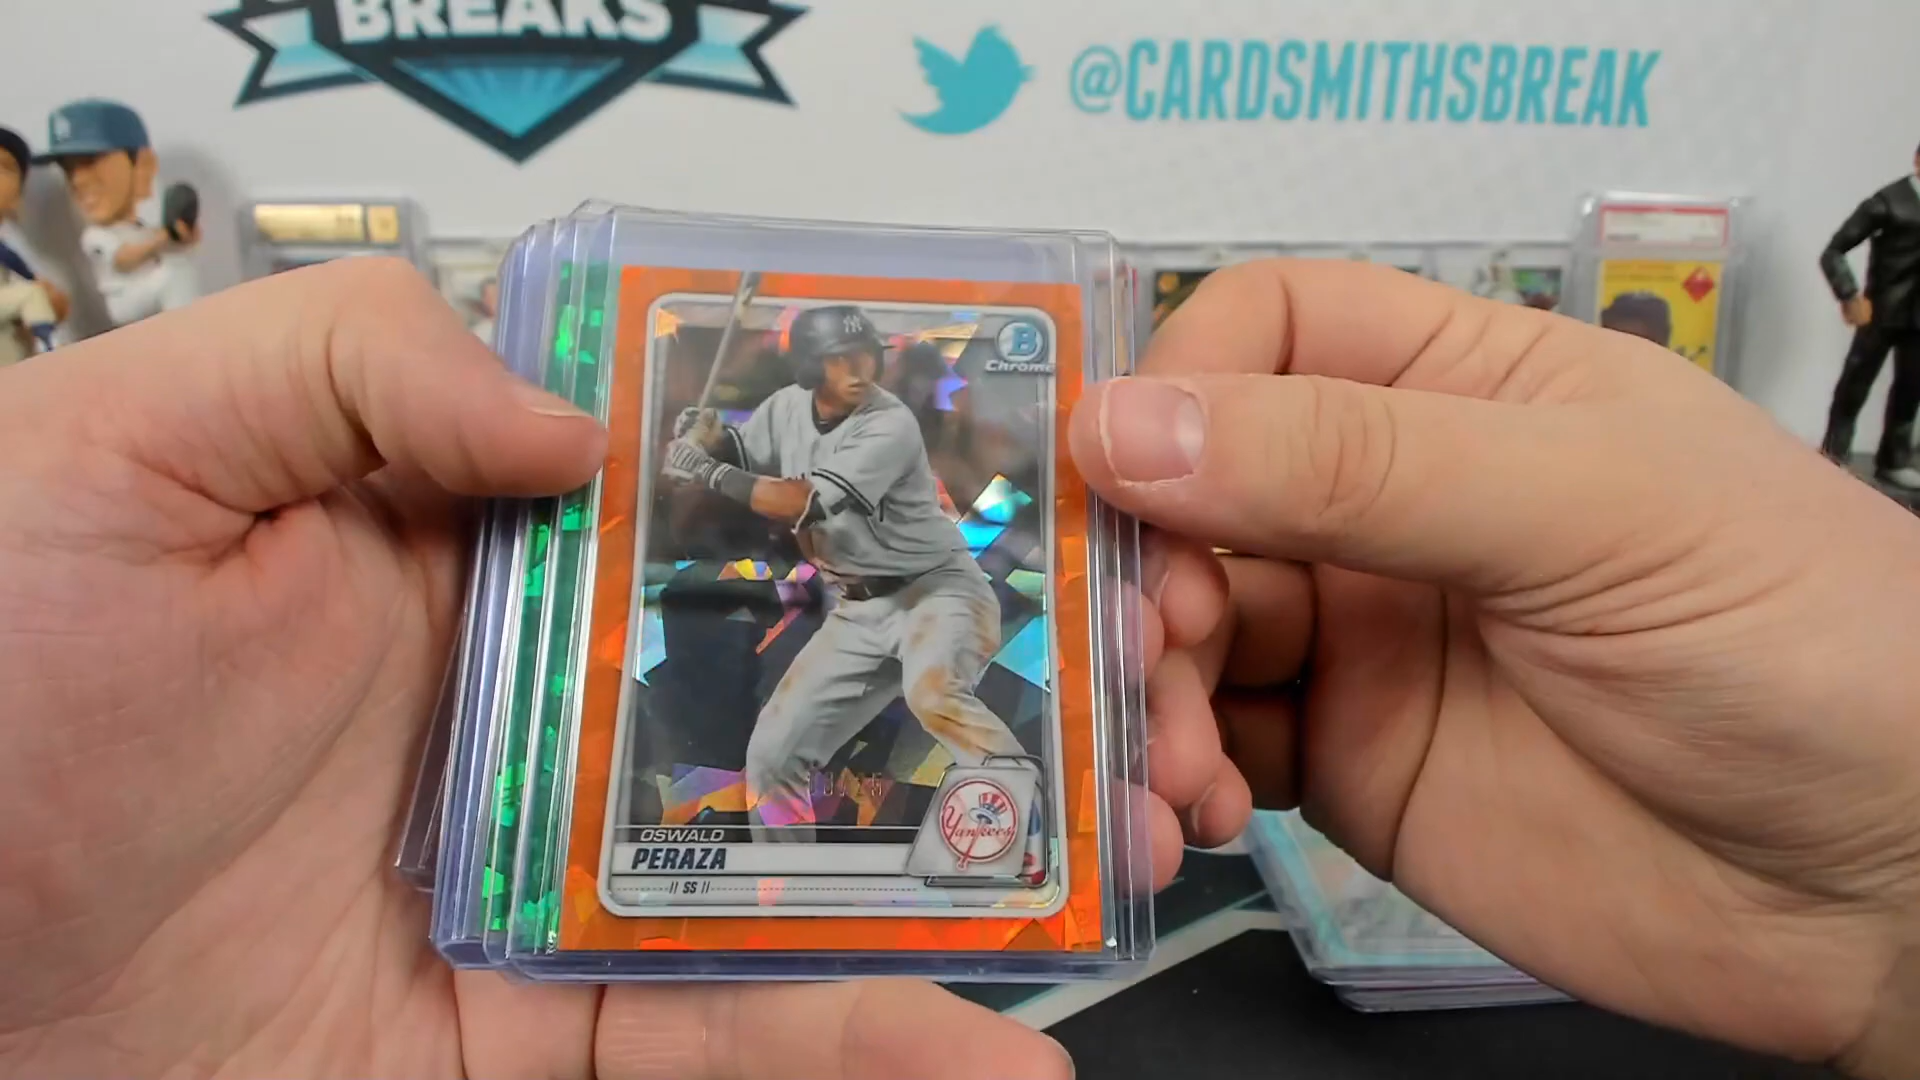 BREAKS
@CARDSMITHSBREAK
B
Chrome
Yankees
OSWALD
PERAZA
// SS //